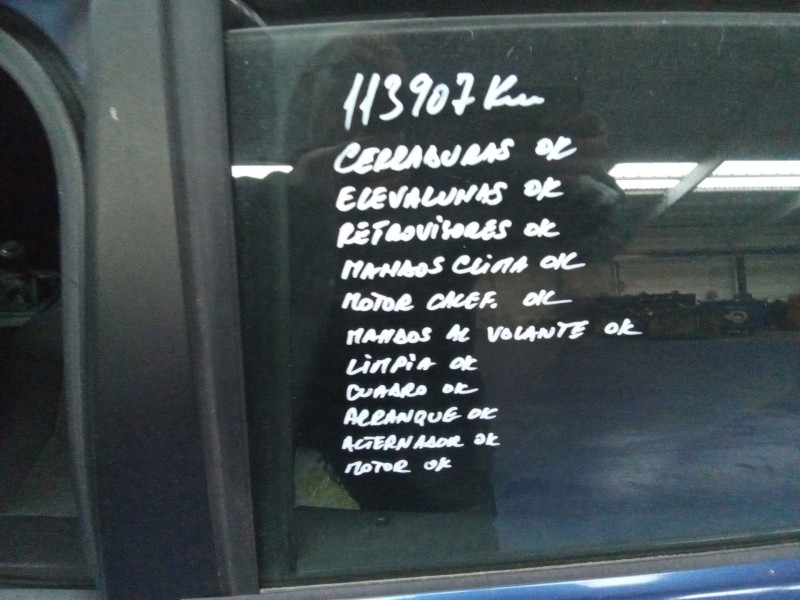 113907 Km
CERRADURAS OK
ELEVALUNAS OK
RETROVISORES OK
MANDOS CLIMA OK
MOTOR CALEF. OK
MANDOS AL VOLANTE OK
LIMPIA OK
CUADRO OK
ARRANQUE OK
ALTERNADOR OK
MOTOR OK